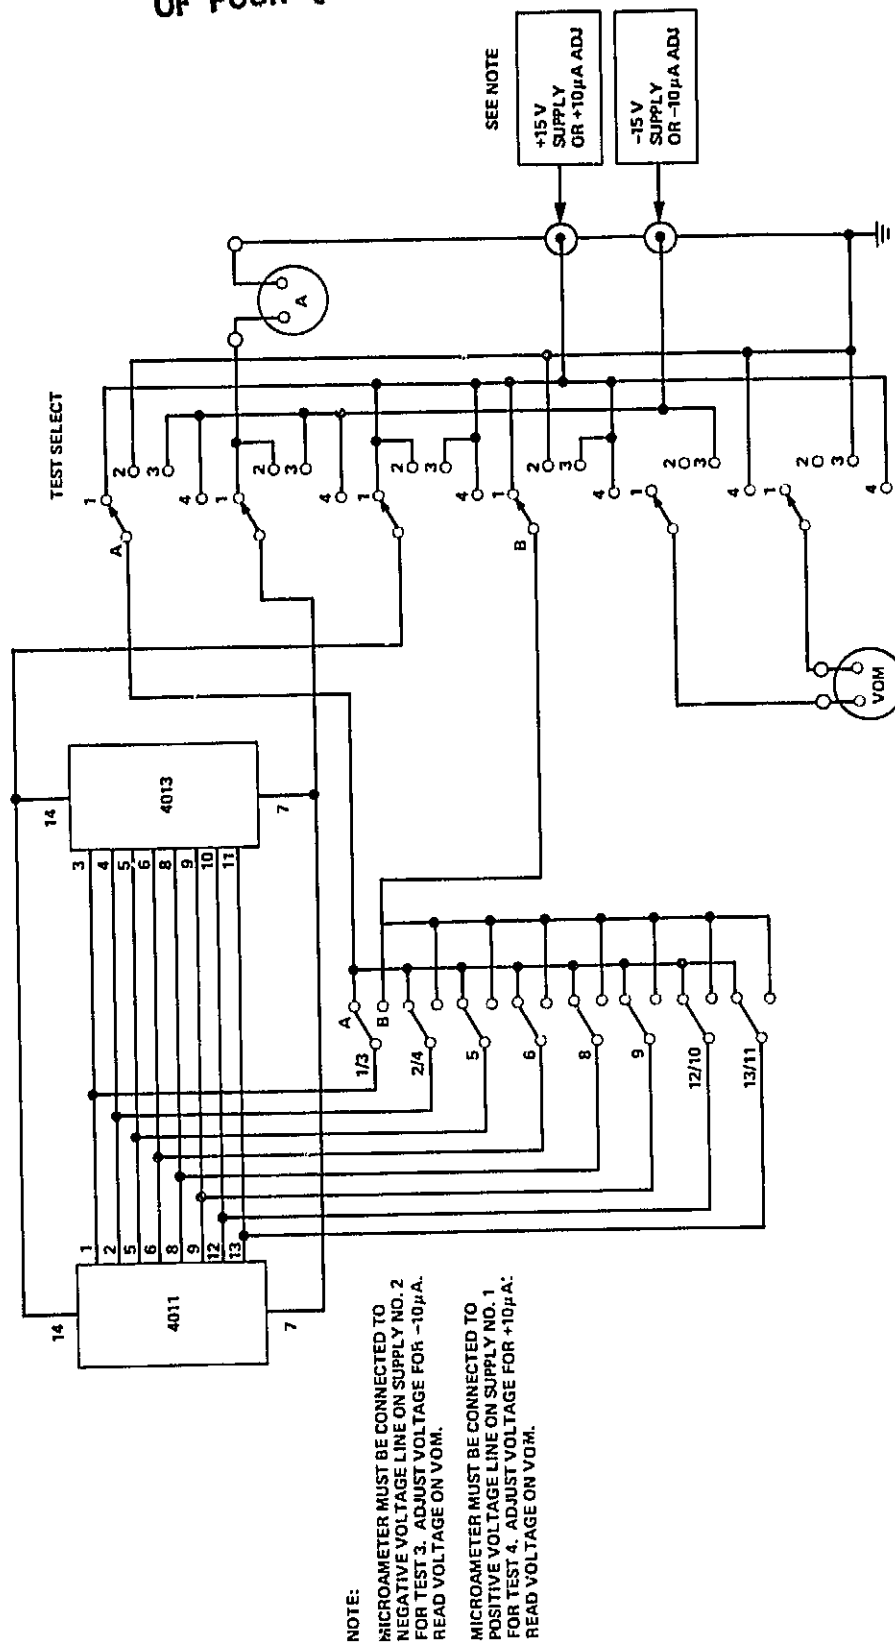 OF POOR
NOTE:
MICROAMETER MUST BE CONNECTED TO
NEGATIVE VOLTAGE LINE ON SUPPLY NO. 2
FOR TEST 3. ADJUST VOLTAGE FOR -10µA.
READ VOLTAGE ON VOM.
MICROAMETER MUST BE CONNECTED TO
POSITIVE VOLTAGE LINE ON SUPPLY NO. 1
FOR TEST 4. ADJUST VOLTAGE FOR +10µA.
READ VOLTAGE ON VOM.
14
4011
7
1
2
5
6
8
9
12
13
14
4013
7
3
4
5
6
8
9
10
11
1/3
A
B
2/4
5
6
8
9
12/10
13/11
TEST SELECT
A
1
2
3
4
1
2
3
4
1
2
3
4
B
1
2
3
4
1
2
3
4
1
2
3
4
A
VOM
SEE NOTE
+15 V
SUPPLY
OR +10µA ADJ
-15 V
SUPPLY
OR -10µA ADJ